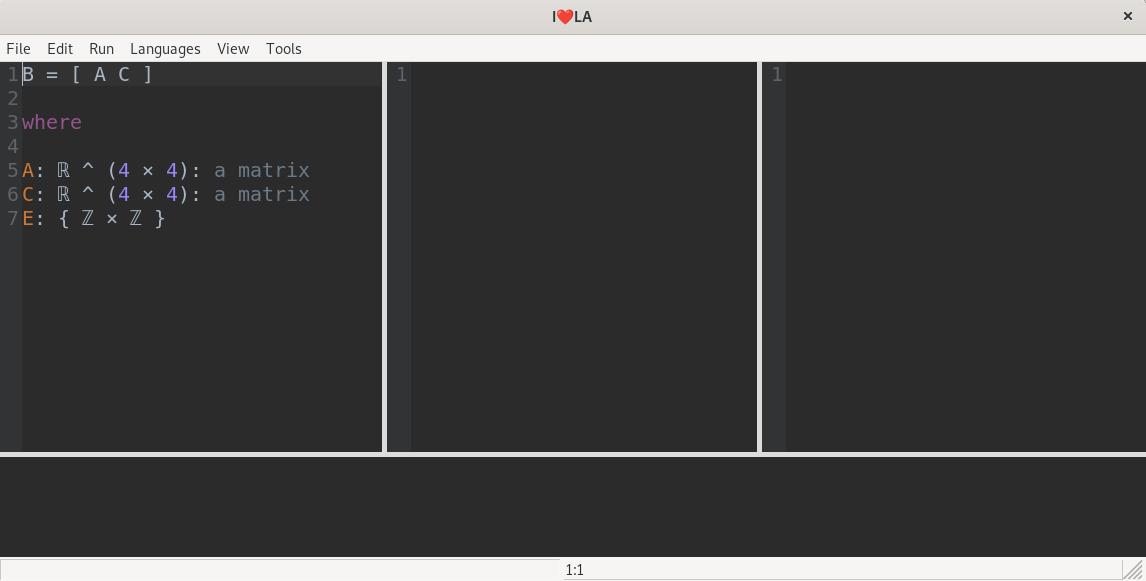 I❤️LA ×
File Edit Run Languages View Tools
1 B = [ A C ]
2
3 where
4
5 A: ℝ ^ (4 × 4): a matrix
6 C: ℝ ^ (4 × 4): a matrix
7 E: { ℤ × ℤ }
1
1
1:1